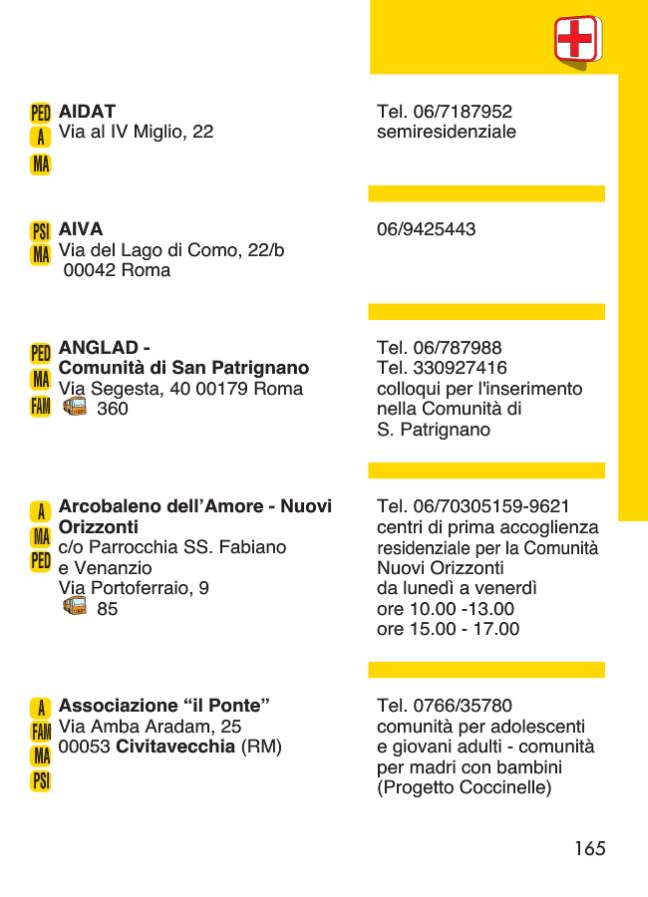 PED AIDAT
A Via al IV Miglio, 22
MA
Tel. 06/7187952
semiresidenziale
PSI AIVA
MA Via del Lago di Como, 22/b
00042 Roma
06/9425443
PED ANGLAD -
Comunità di San Patrignano
MA Via Segesta, 40 00179 Roma
FAM 360
Tel. 06/787988
Tel. 330927416
colloqui per l'inserimento
nella Comunità di
S. Patrignano
A Arcobaleno dell’Amore - Nuovi
Orizzonti
MA c/o Parrocchia SS. Fabiano
PED e Venanzio
Via Portoferraio, 9
85
Tel. 06/70305159-9621
centri di prima accoglienza
residenziale per la Comunità
Nuovi Orizzonti
da lunedì a venerdì
ore 10.00 -13.00
ore 15.00 - 17.00
A Associazione “il Ponte”
FAM Via Amba Aradam, 25
MA 00053 Civitavecchia (RM)
PSI
Tel. 0766/35780
comunità per adolescenti
e giovani adulti - comunità
per madri con bambini
(Progetto Coccinelle)
165